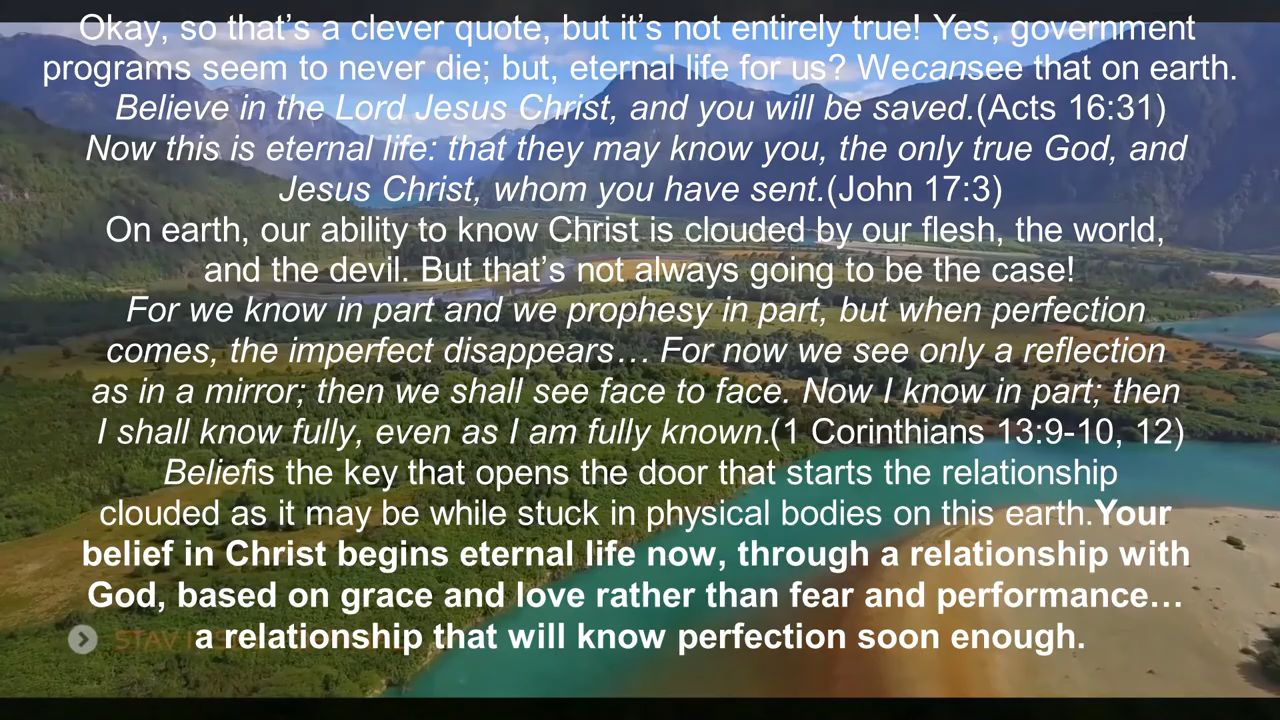 Okay, so that’s a clever quote, but it’s not entirely true! Yes, government
programs seem to never die; but, eternal life for us? Wecansee that on earth.
Believe in the Lord Jesus Christ, and you will be saved.(Acts 16:31)
Now this is eternal life: that they may know you, the only true God, and
Jesus Christ, whom you have sent.(John 17:3)
On earth, our ability to know Christ is clouded by our flesh, the world,
and the devil. But that’s not always going to be the case!
For we know in part and we prophesy in part, but when perfection
comes, the imperfect disappears… For now we see only a reflection
as in a mirror; then we shall see face to face. Now I know in part; then
I shall know fully, even as I am fully known.(1 Corinthians 13:9-10, 12)
Beliefis the key that opens the door that starts the relationship
clouded as it may be while stuck in physical bodies on this earth.Your
belief in Christ begins eternal life now, through a relationship with
God, based on grace and love rather than fear and performance…
a relationship that will know perfection soon enough.